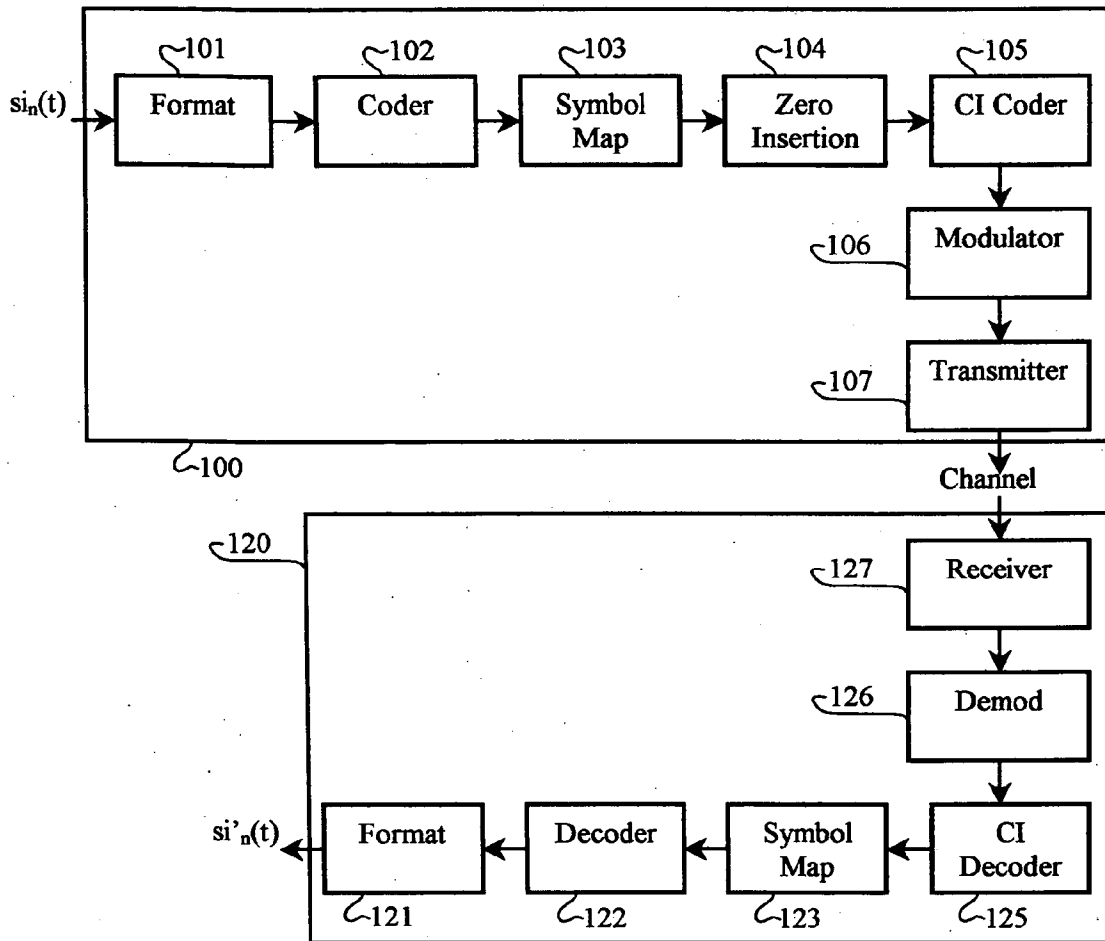 101
102
103
104
105
si_n(t)
Format
Coder
Symbol
Map
Zero
Insertion
CI Coder
Modulator
106
Transmitter
107
100
Channel
120
Receiver
127
Demod
126
si’_n(t)
Format
Decoder
Symbol
Map
CI
Decoder
121
122
123
125